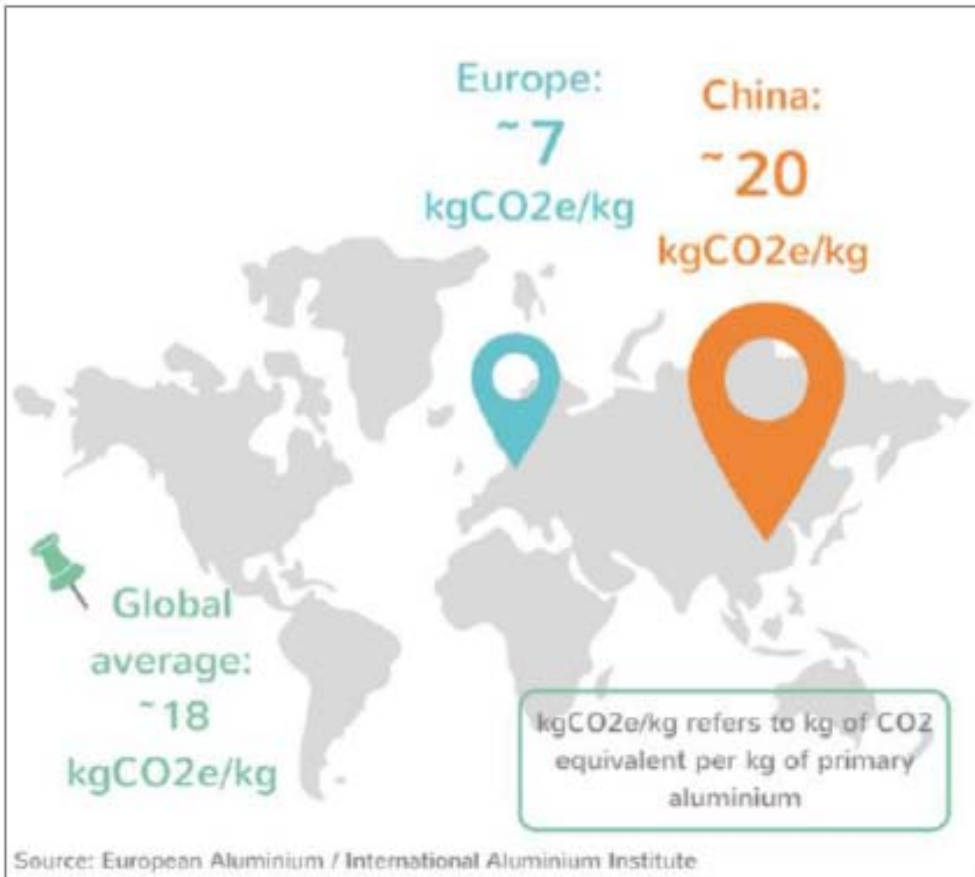 Europe:
~7
kgCO2e/kg
China:
~20
kgCO2e/kg
Global
average:
~18
kgCO2e/kg
kgCO2e/kg refers to kg of CO2
equivalent per kg of primary
aluminium
Source: European Aluminium / International Aluminium Institute